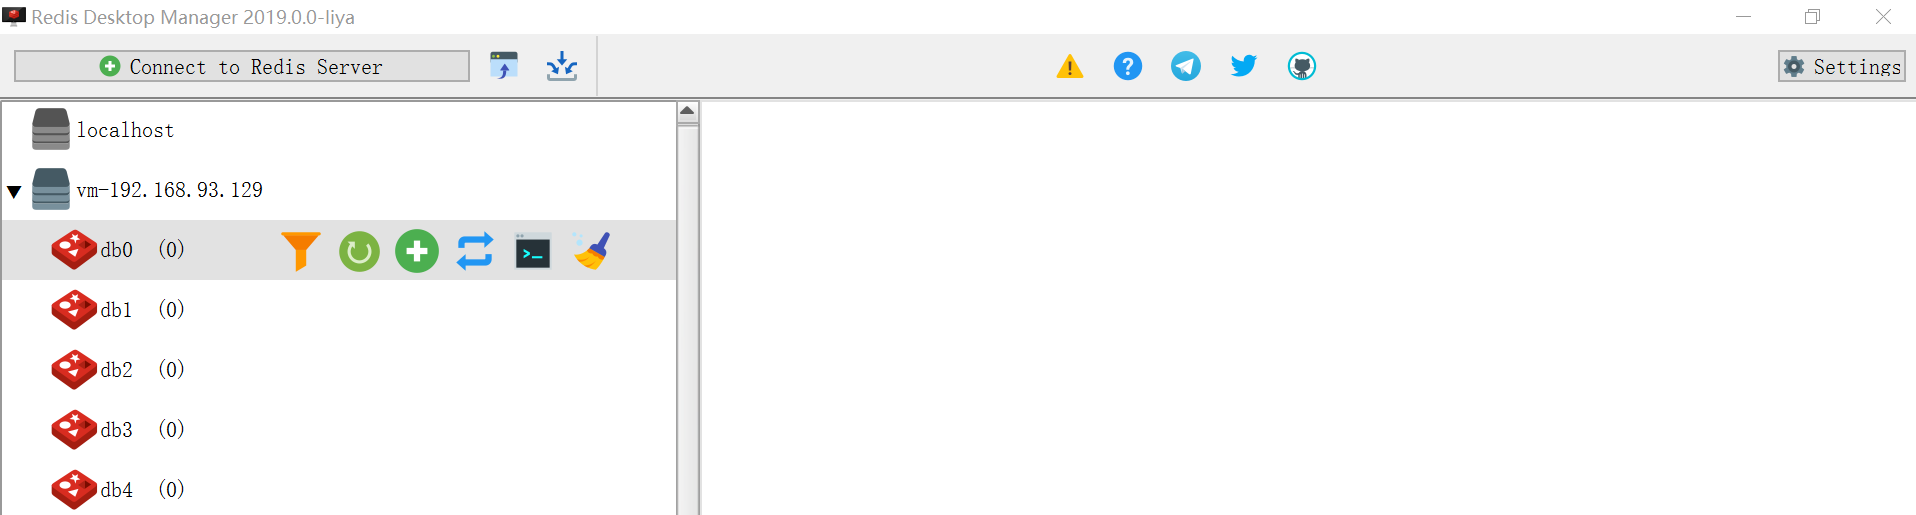 Redis Desktop Manager 2019.0.0-liya
Connect to Redis Server
Settings
localhost
vm-192.168.93.129
db0 (0)
db1 (0)
db2 (0)
db3 (0)
db4 (0)